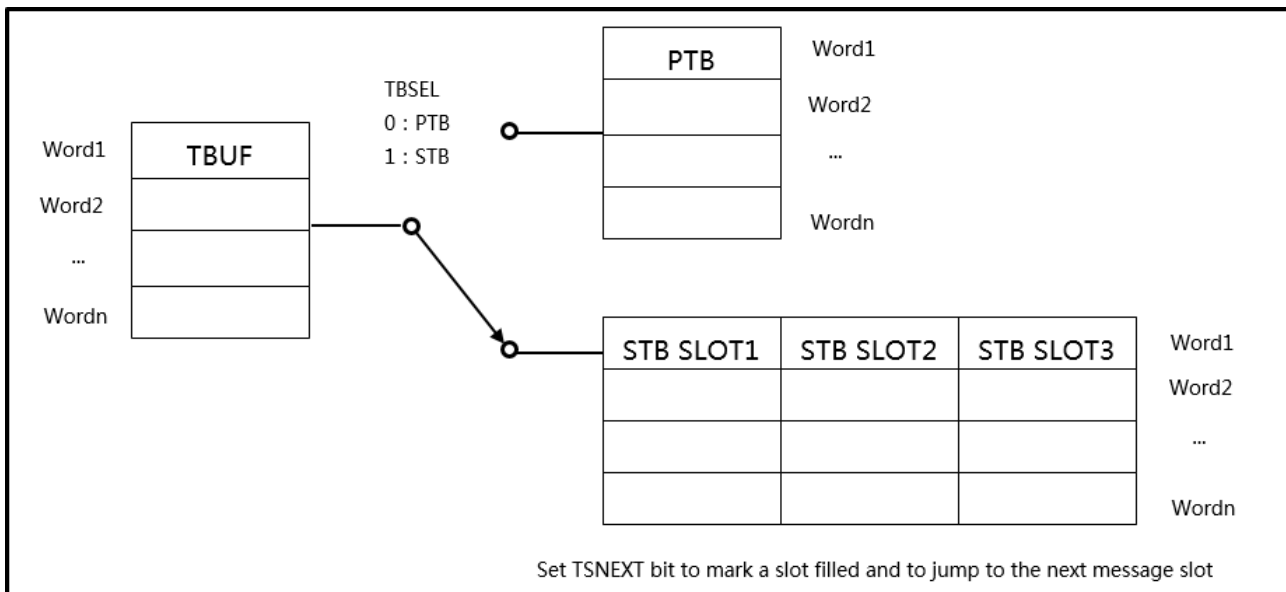 TBSEL
0 : PTB
1 : STB
TBUF
Word1
Word2
...
Wordn
PTB
Word1
Word2
...
Wordn
STB SLOT1 STB SLOT2 STB SLOT3
Word1
Word2
...
Wordn
Set TSNEXT bit to mark a slot filled and to jump to the next message slot